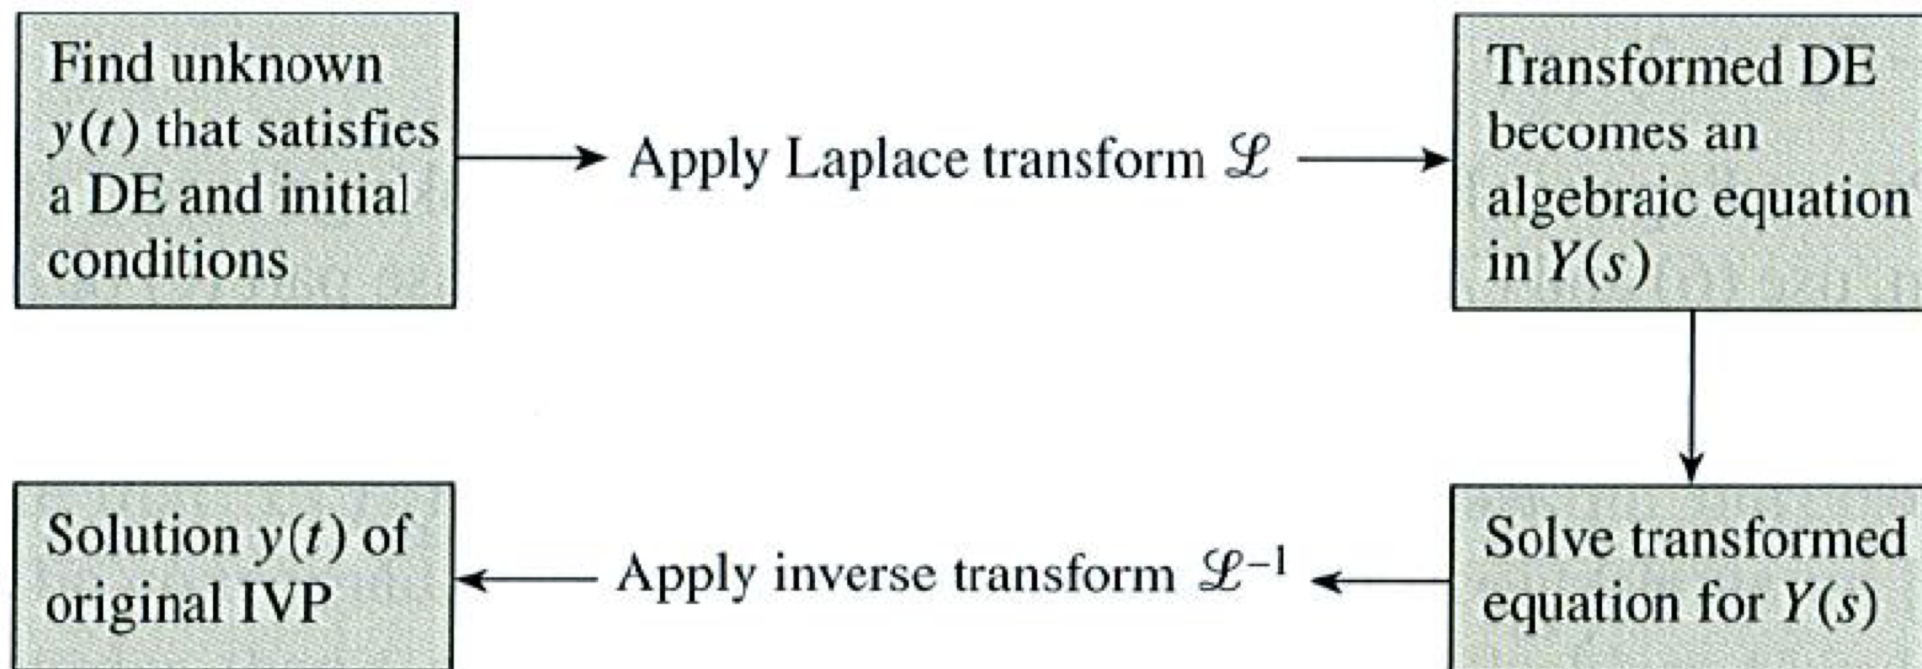 Find unknown
y(t) that satisfies
a DE and initial
conditions
Apply Laplace transform ℒ
Transformed DE
becomes an
algebraic equation
in Y(s)
Solve transformed
equation for Y(s)
Apply inverse transform ℒ⁻¹
Solution y(t) of
original IVP